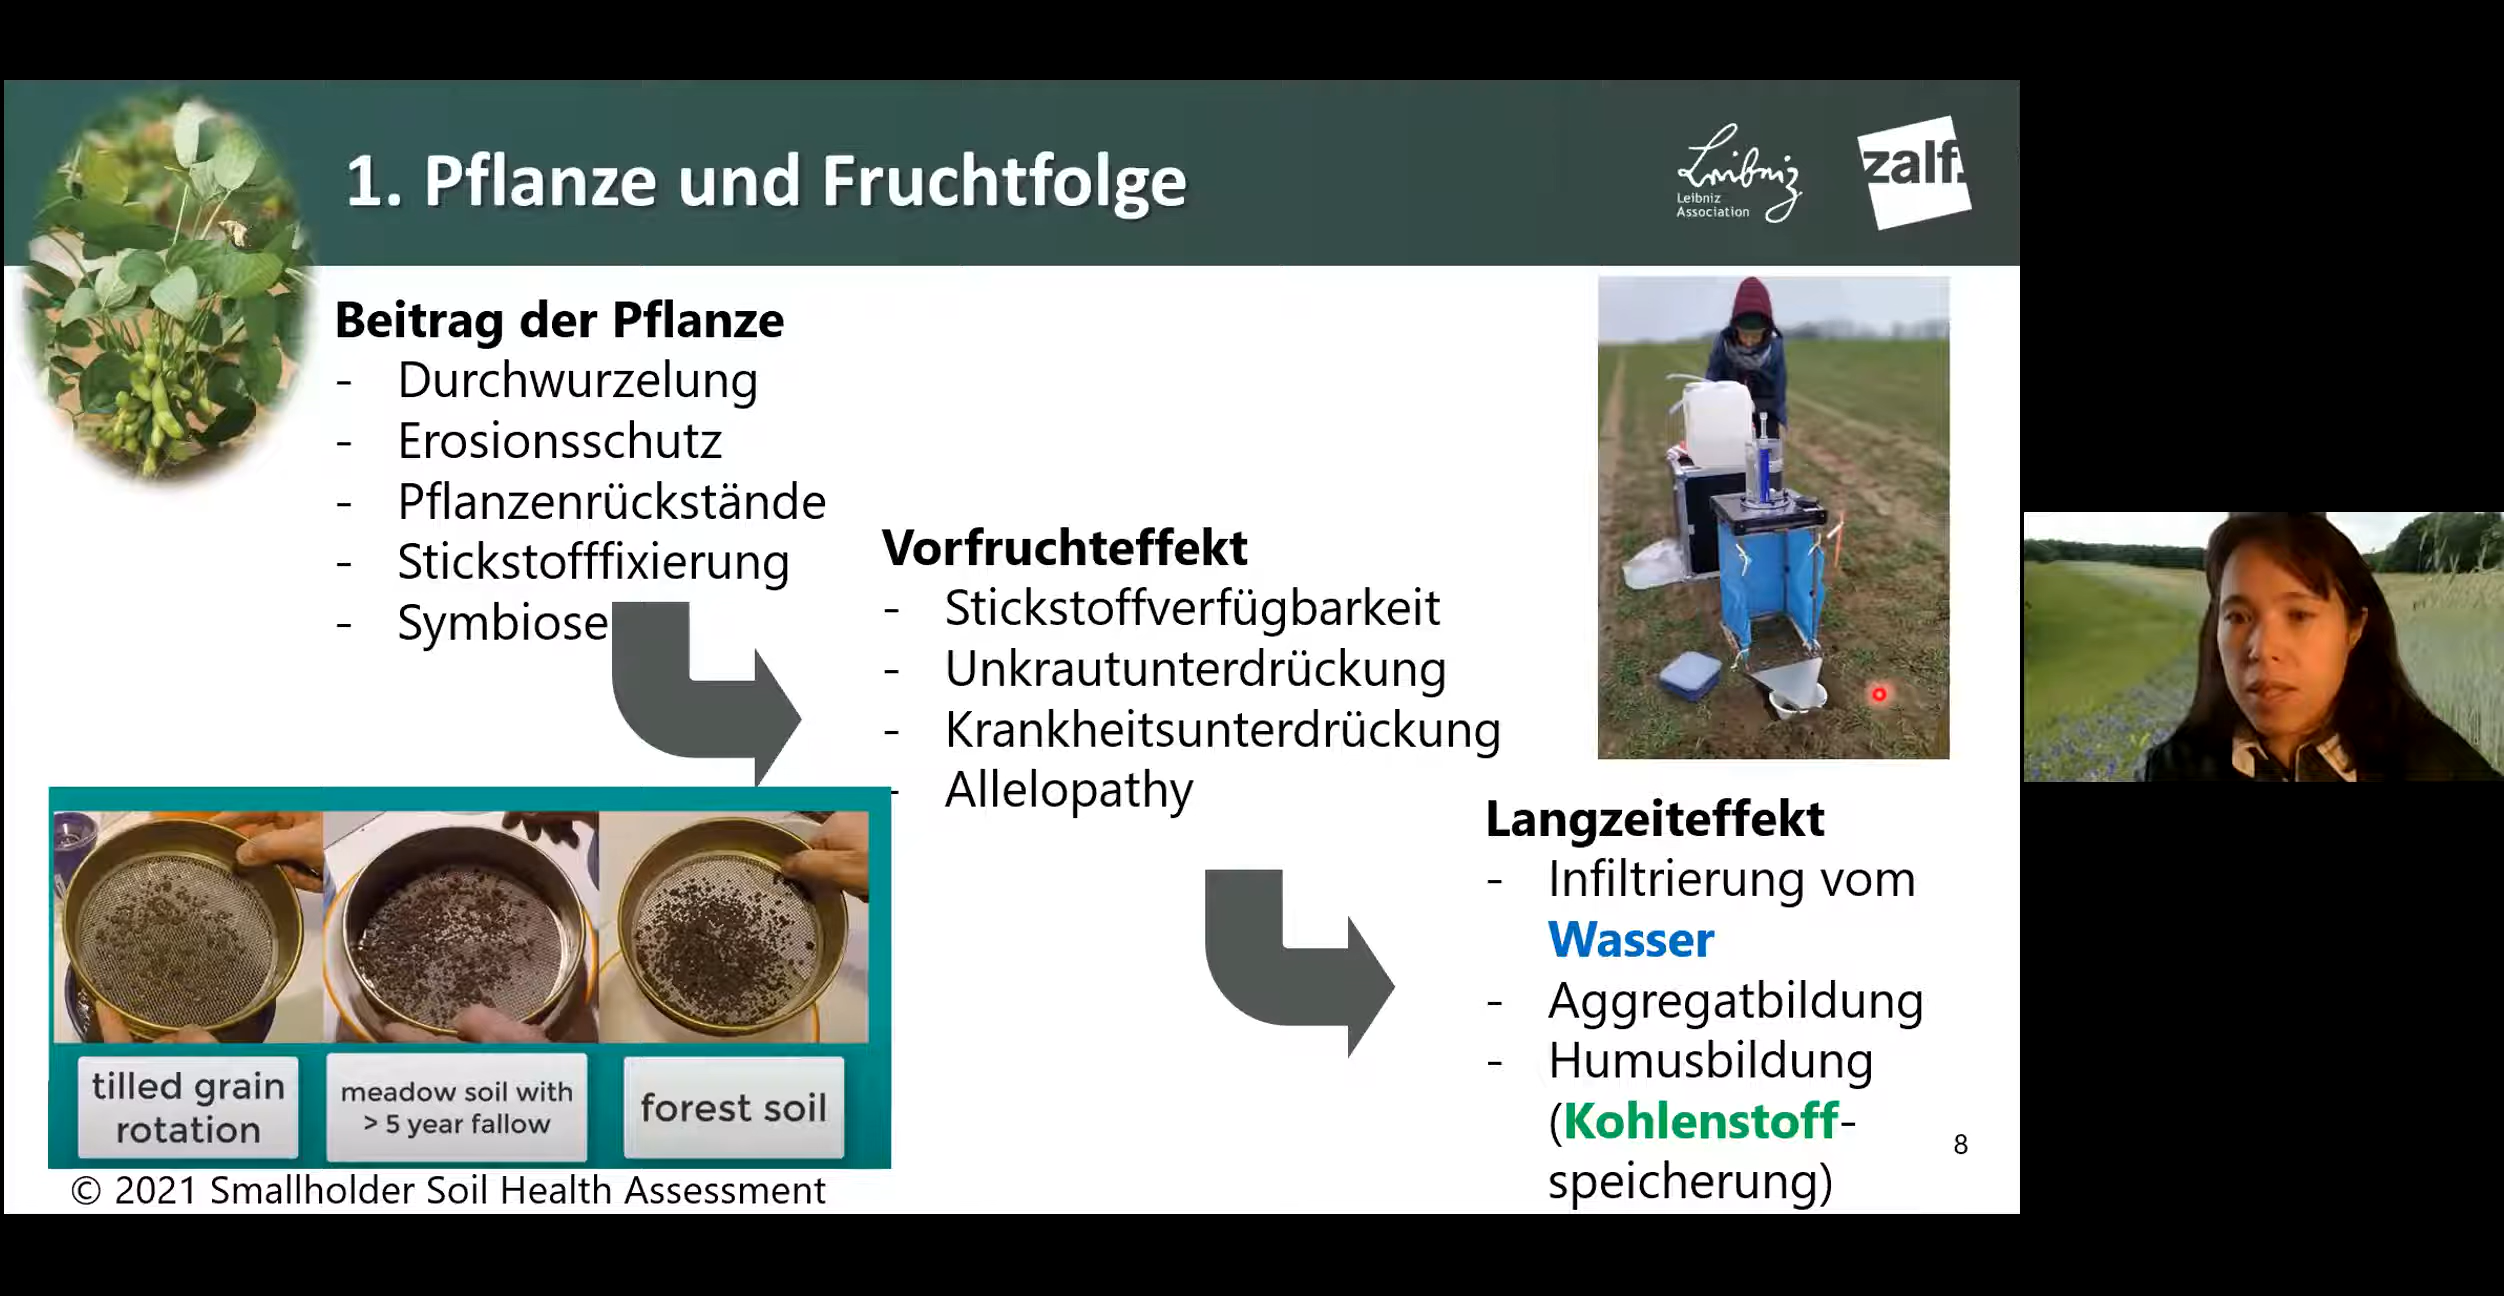 1. Pflanze und Fruchtfolge
Leibniz
Leibniz
Association
zalf.
Beitrag der Pflanze
- Durchwurzelung
- Erosionsschutz
- Pflanzenrückstände
- Stickstofffixierung
- Symbiose
Vorfruchteffekt
- Stickstoffverfügbarkeit
- Unkrautunterdrückung
- Krankheitsunterdrückung
- Allelopathy
Langzeiteffekt
- Infiltrierung vom
Wasser
- Aggregatbildung
- Humusbildung
(Kohlenstoff-
speicherung)
tilled grain
rotation
meadow soil with
> 5 year fallow
forest soil
© 2021 Smallholder Soil Health Assessment
8